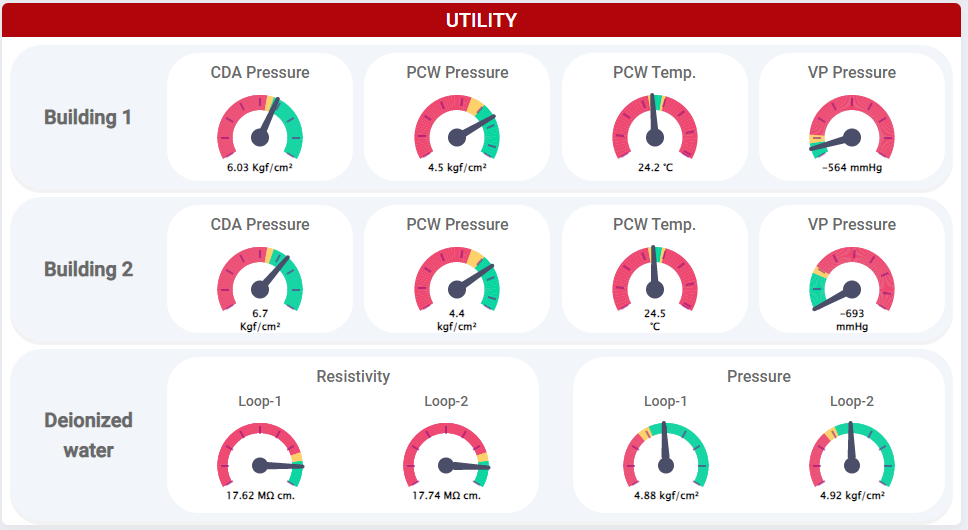 UTILITY
Building 1
CDA Pressure
6.03 Kgf/cm²
PCW Pressure
4.5 kgf/cm²
PCW Temp.
24.2 ℃
VP Pressure
-564 mmHg
Building 2
CDA Pressure
6.7
Kgf/cm²
PCW Pressure
4.4
kgf/cm²
PCW Temp.
24.5
℃
VP Pressure
-693
mmHg
Deionized
water
Resistivity
Loop-1
17.62 MΩ cm.
Loop-2
17.74 MΩ cm.
Pressure
Loop-1
4.88 kgf/cm²
Loop-2
4.92 kgf/cm²